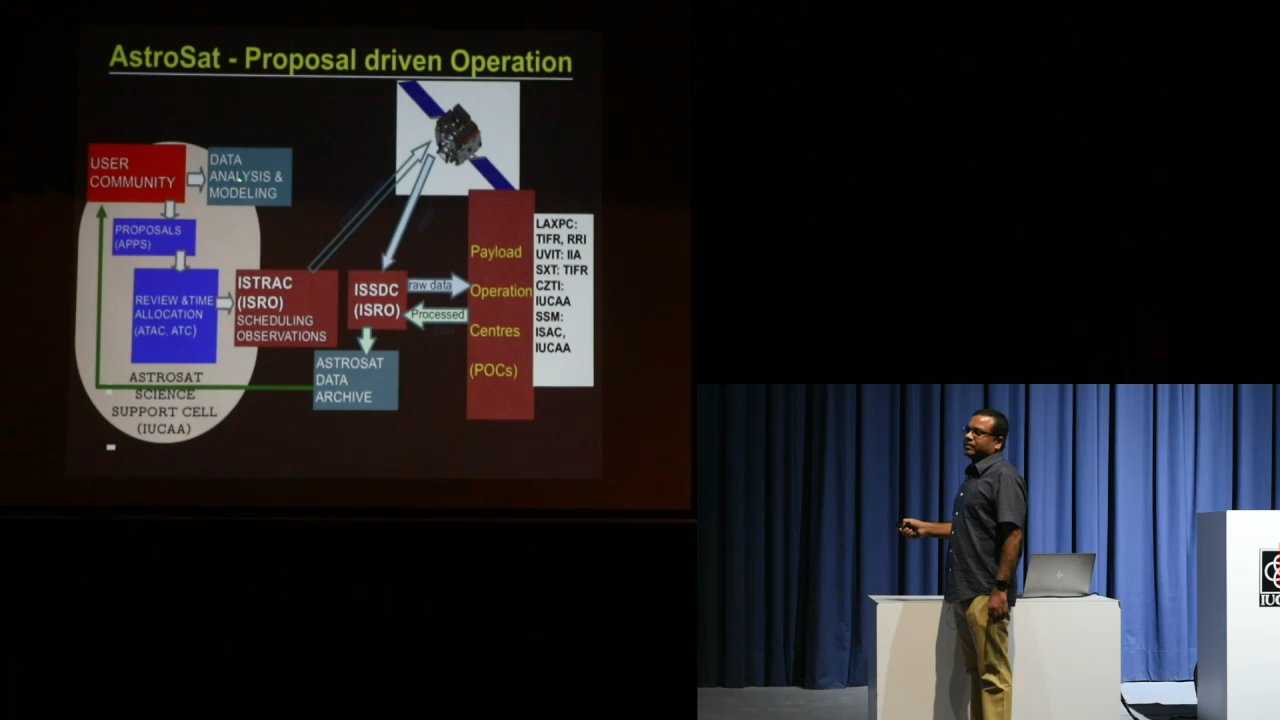 AstroSat - Proposal driven Operation
USER
COMMUNITY
DATA
ANALYSIS &
MODELING
PROPOSALS
(APPS)
REVIEW &TIME
ALLOCATION
(ATAC, ATC)
ISTRAC
(ISRO)
SCHEDULING
OBSERVATIONS
ISSDC
(ISRO)
raw data
Processed
ASTROSAT
DATA
ARCHIVE
Payload
Operation
Centres
(POCs)
LAXPC:
TIFR, RRI
UVIT: IIA
SXT: TIFR
CZTI:
IUCAA
SSM:
ISAC,
IUCAA
ASTROSAT
SCIENCE
SUPPORT CELL
(IUCAA)